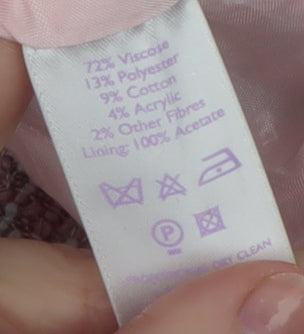 72% Viscose
13% Polyester
9% Cotton
4% Acrylic
2% Other Fibres
Lining: 100% Acetate
P
DRY CLEAN